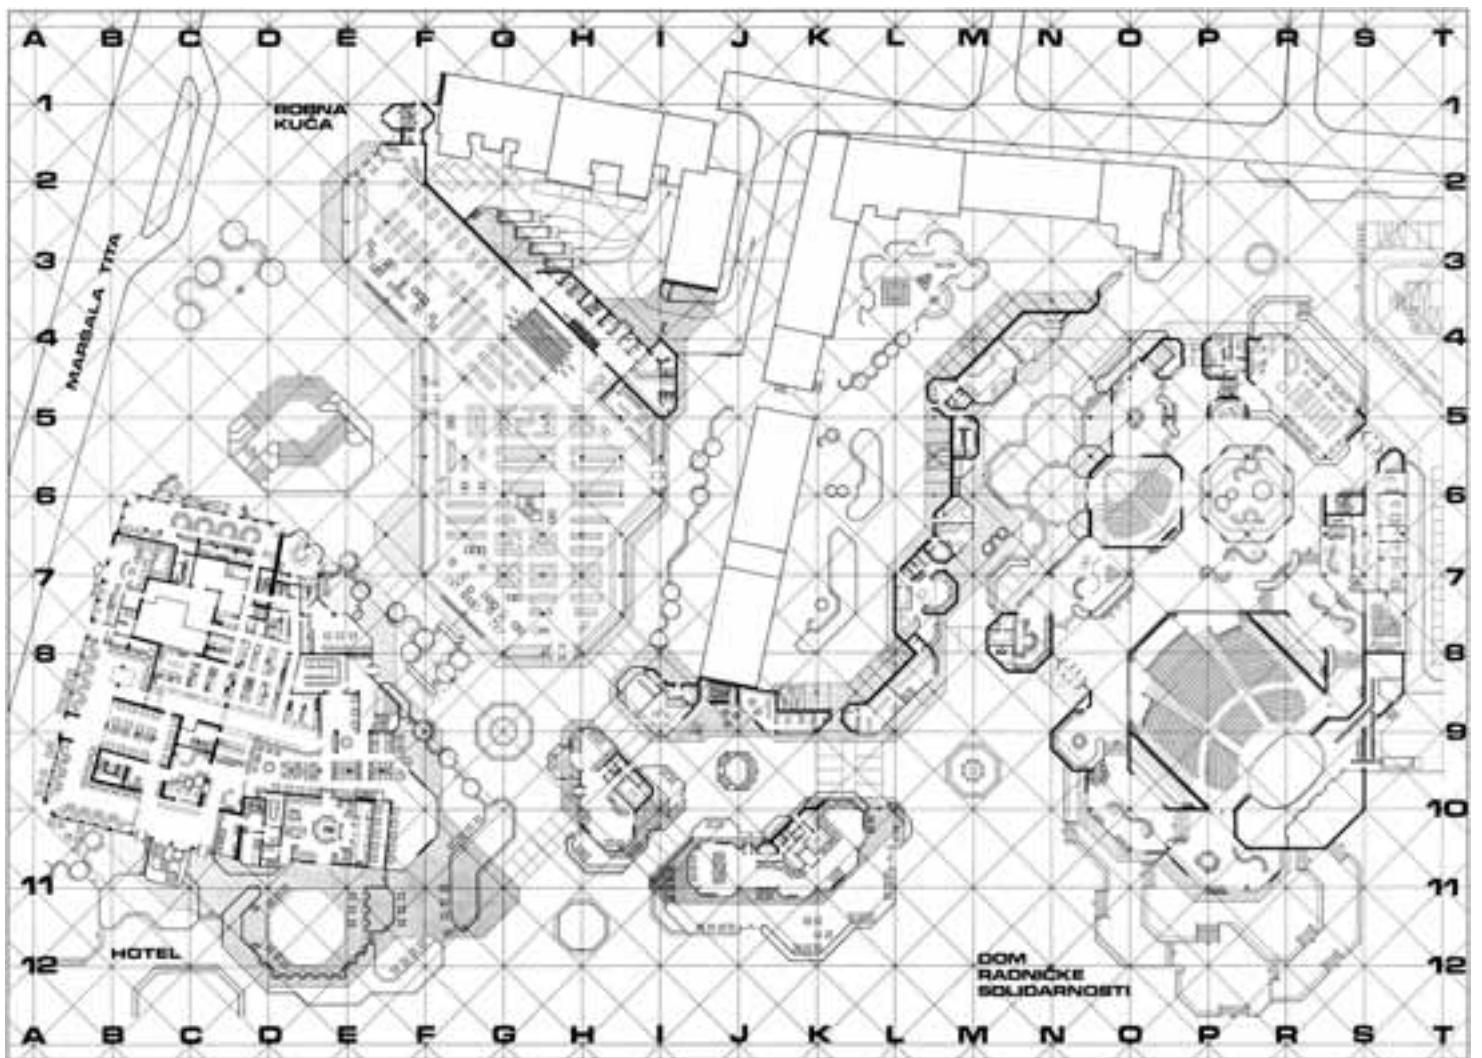 A B C D E F G H I J K L M N O P R S T
1 1
ROBNA
KUĆA
2 2
3 3
MARŠALA TITA
4 4
5 5
6 6
7 7
8 8
9 9
10 10
11 11
HOTEL
12 12
DOM
RADNIČKE
SOLIDARNOSTI
A B C D E F G H I J K L M N O P R S T